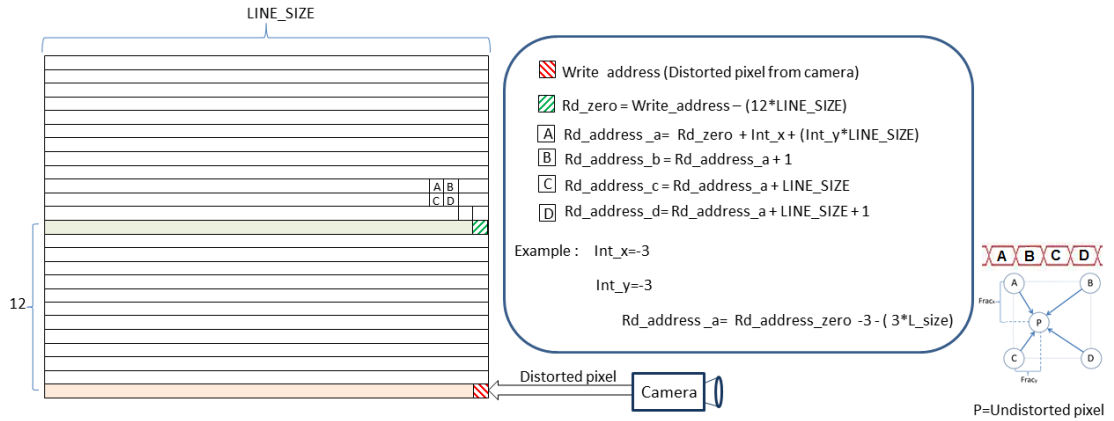 LINE_SIZE
Write address (Distorted pixel from camera)
Rd_zero = Write_address – (12*LINE_SIZE)
A Rd_address _a= Rd_zero + Int_x + (Int_y*LINE_SIZE)
B Rd_address_b = Rd_address_a + 1
C Rd_address_c = Rd_address_a + LINE_SIZE
D Rd_address_d= Rd_address_a + LINE_SIZE + 1
A B
C D
Example : Int_x=-3
Int_y=-3
Rd_address _a= Rd_address_zero -3 - ( 3*L_size)
12
A B C D
A B
Fracₓ
P
C D
Fracᵧ
Distorted pixel
Camera
P=Undistorted pixel